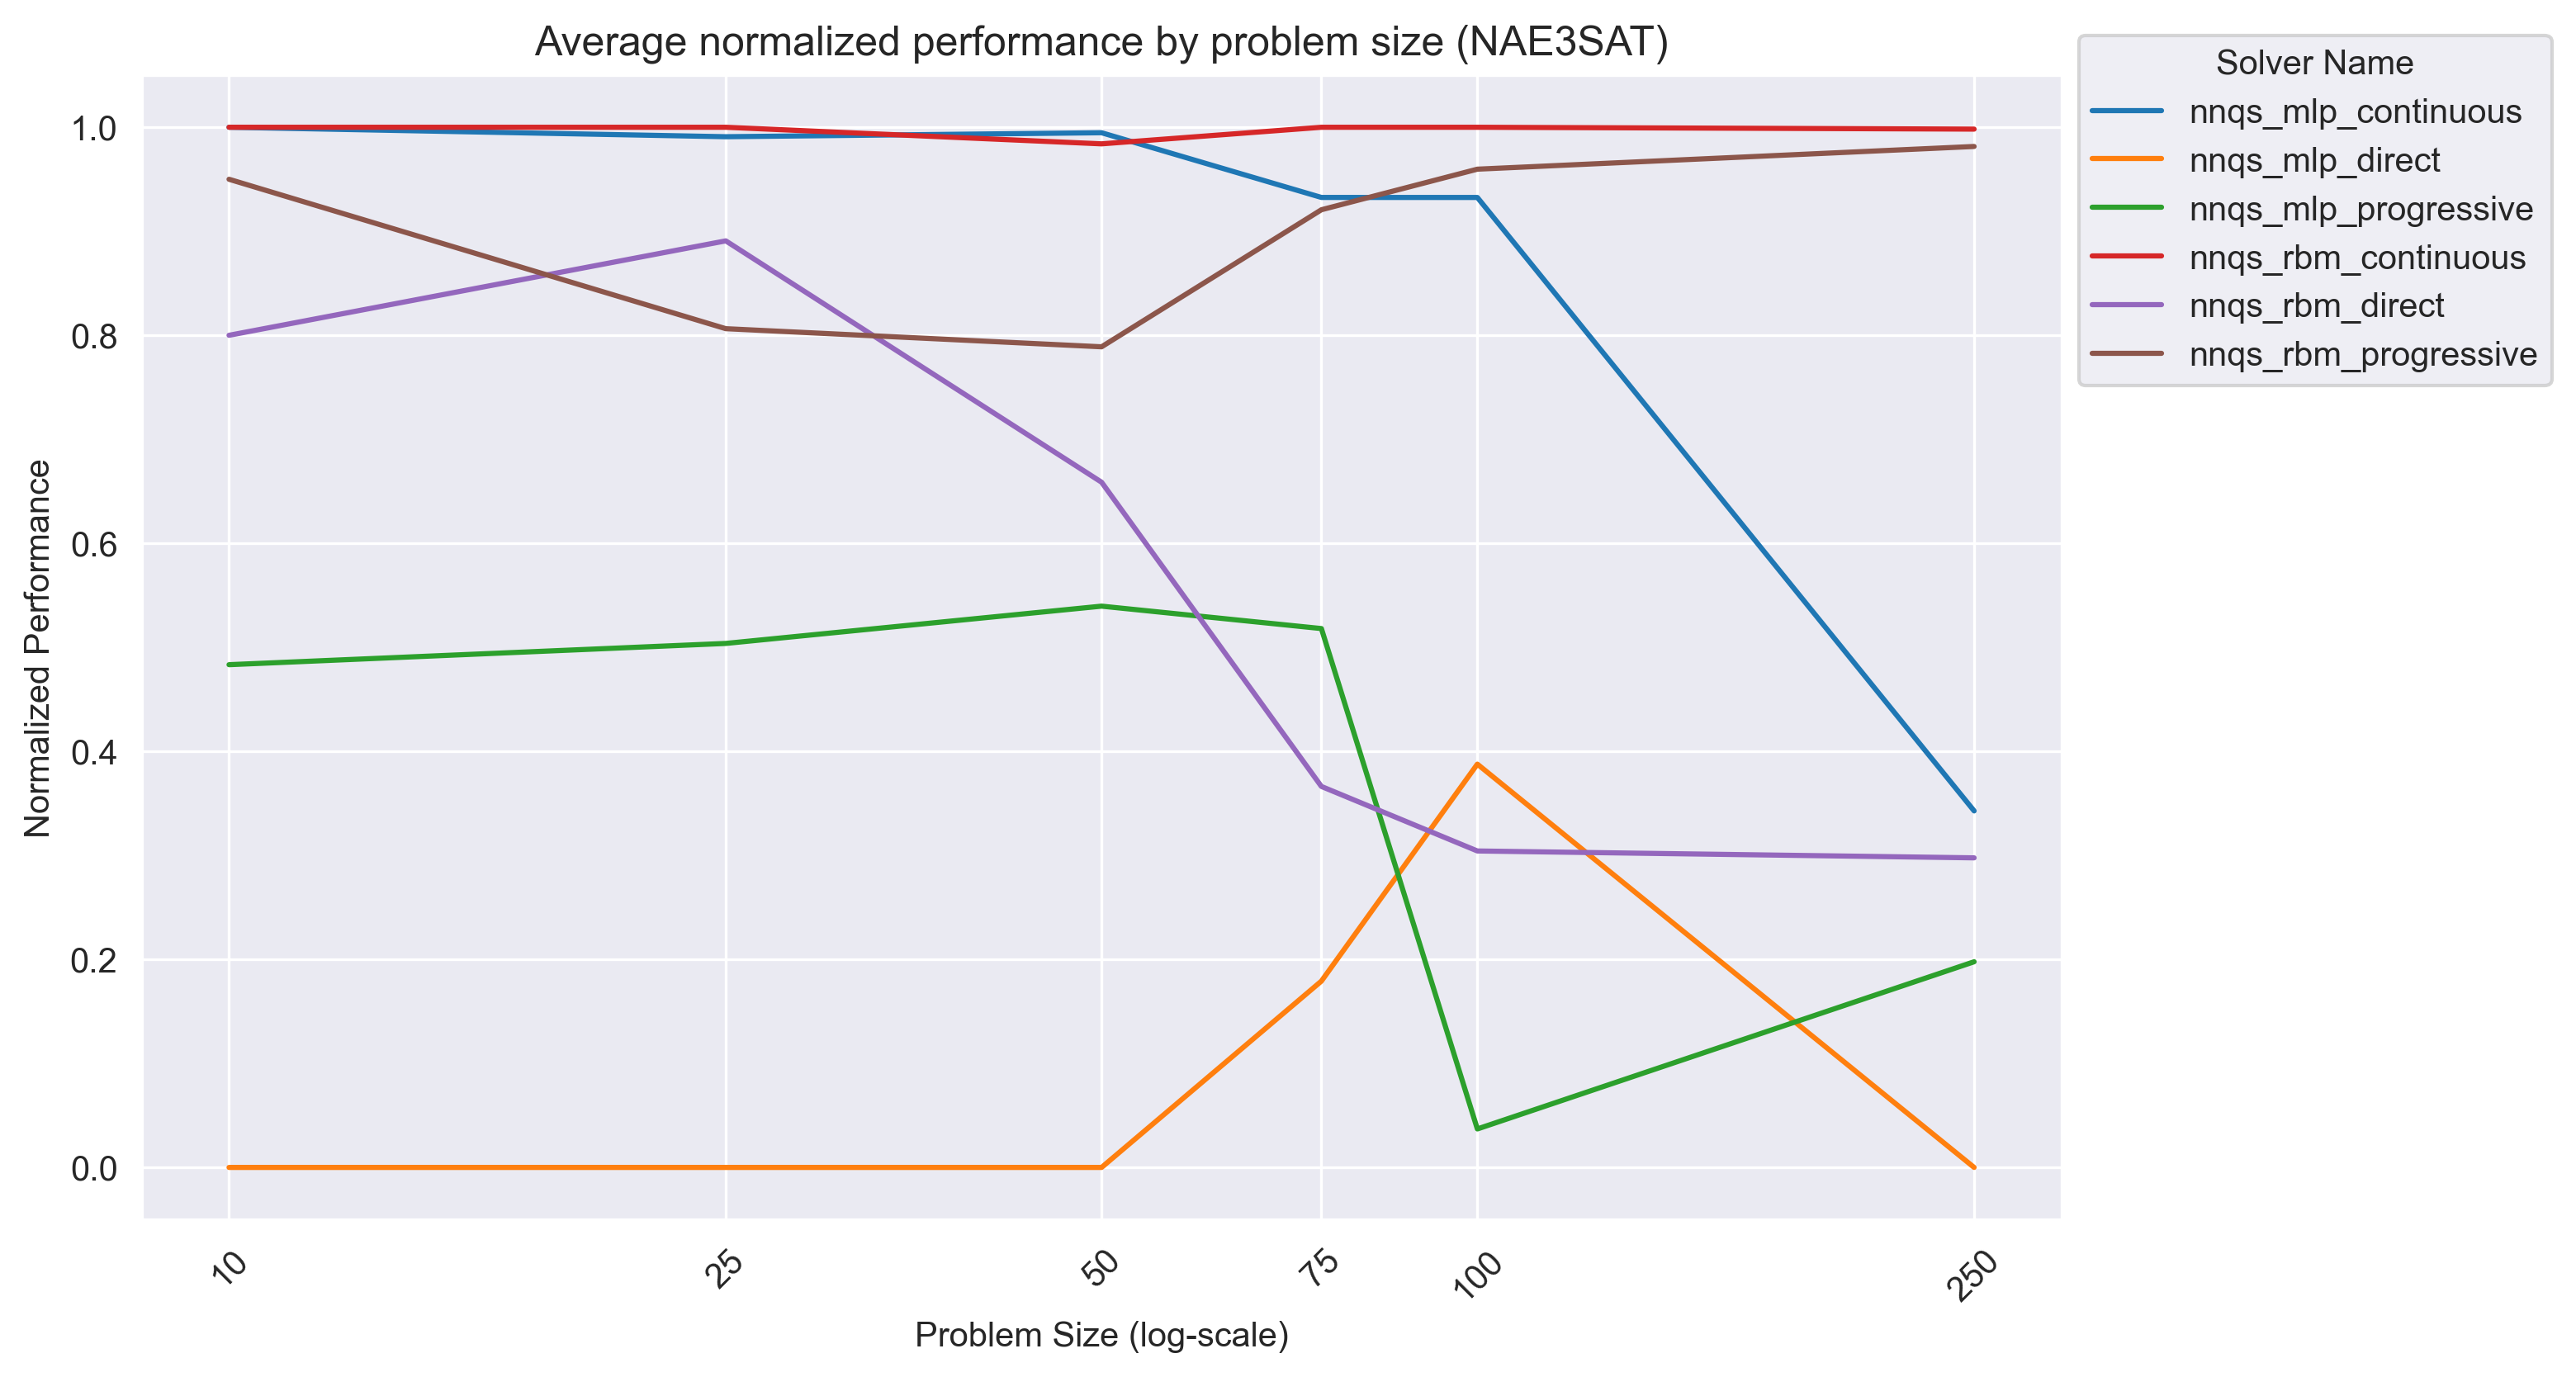 Average normalized performance by problem size (NAE3SAT)
Solver Name
nnqs_mlp_continuous
nnqs_mlp_direct
nnqs_mlp_progressive
nnqs_rbm_continuous
nnqs_rbm_direct
nnqs_rbm_progressive
Normalized Performance
1.0
0.8
0.6
0.4
0.2
0.0
10
25
50
75
100
250
Problem Size (log-scale)